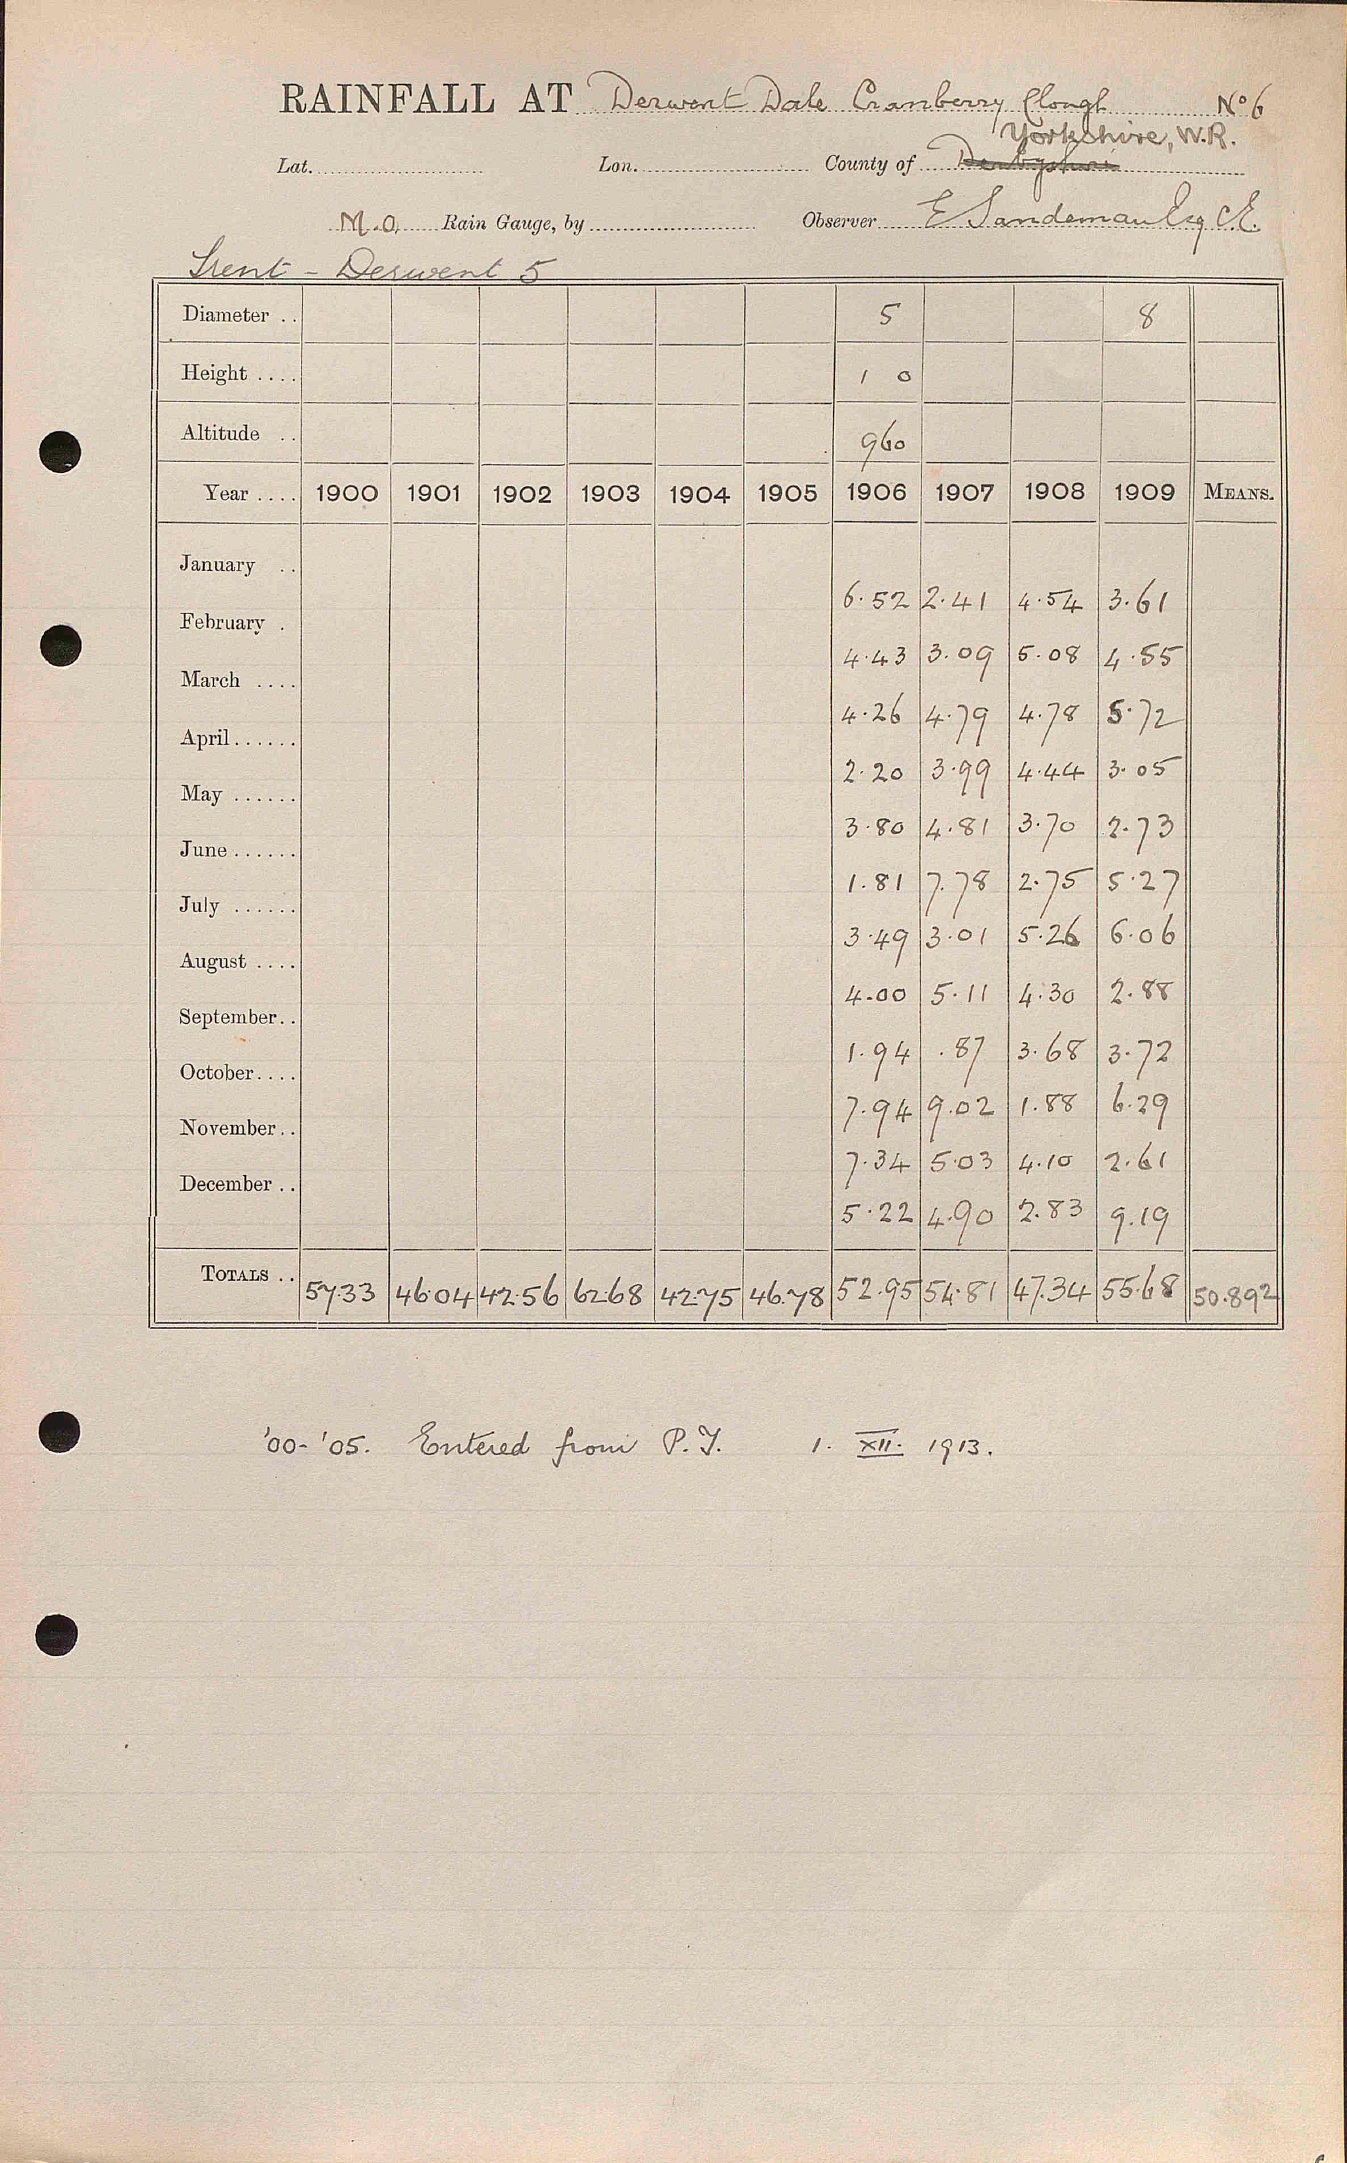 RAINFALL AT Derwent Dale Cranberry Clough No 6
Yorkshire, W.R.
Lat. Lon. County of Derbyshire
M.O. Rain Gauge, by Observer E Sandeman Esq C.E.
Trent - Derwent 5
Diameter .. 5 8
Height .... 1 0
Altitude .. 960
Year .... 1900 1901 1902 1903 1904 1905 1906 1907 1908 1909 MEANS.
January .. 6.52 2.41 4.54 3.61
February . 4.43 3.09 5.08 4.55
March .... 4.26 4.79 4.78 5.72
April...... 2.20 3.99 4.44 3.05
May ...... 3.80 4.81 3.70 2.73
June...... 1.81 7.78 2.75 5.27
July ...... 3.49 3.01 5.26 6.06
August .... 4.00 5.11 4.30 2.88
September.. 1.94 .87 3.68 3.72
October.... 7.94 9.02 1.88 6.29
November.. 7.34 5.03 4.10 2.61
December .. 5.22 4.90 2.83 9.19
TOTALS .. 57.33 46.04 42.56 62.68 42.75 46.78 52.95 54.81 47.34 55.68 50.892
'00-'05. Entered from P.T. 1. XII. 1913.